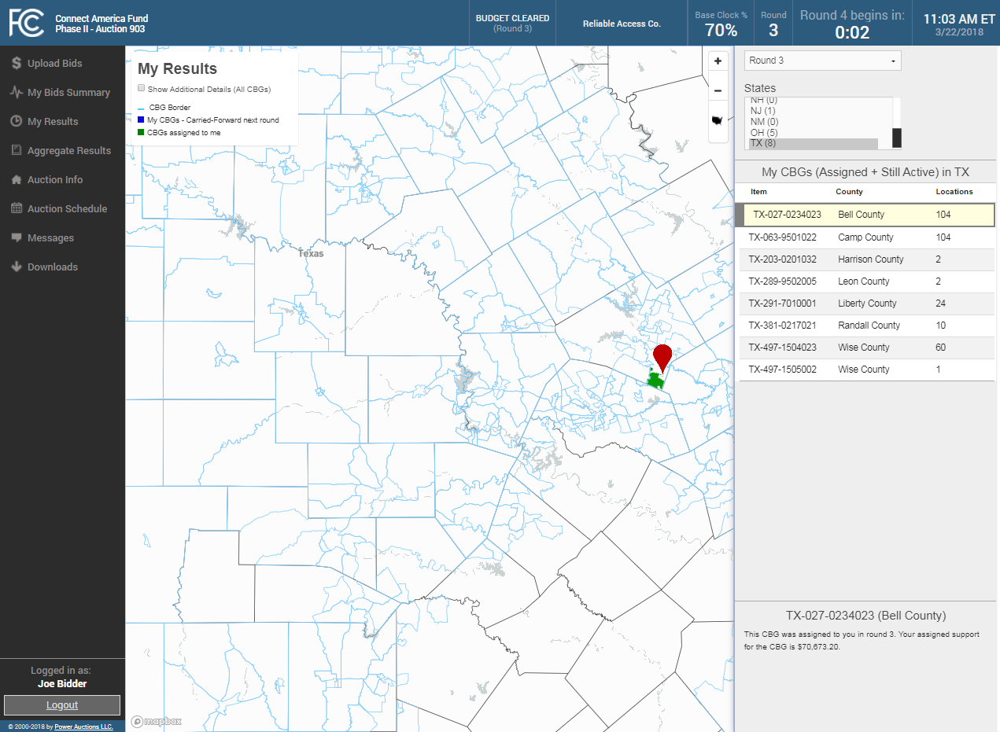 FCC
Connect America Fund
Phase II - Auction 903
BUDGET CLEARED
(Round 3)
Reliable Access Co.
Base Clock %
70%
Round
3
Round 4 begins in:
0:02
11:03 AM ET
3/22/2018
Upload Bids
My Bids Summary
My Results
Aggregate Results
Auction Info
Auction Schedule
Messages
Downloads
Logged in as:
Joe Bidder
Logout
© 2000-2018 by Power Auctions LLC.
My Results
Show Additional Details (All CBGs)
CBG Border
My CBGs - Carried-Forward next round
CBGs assigned to me
+
−
Texas
mapbox
Round 3
States
NH (0)
NJ (1)
NM (0)
OH (5)
TX (8)
My CBGs (Assigned + Still Active) in TX
Item County Locations
TX-027-0234023 Bell County 104
TX-063-9501022 Camp County 104
TX-203-0201032 Harrison County 2
TX-289-9502005 Leon County 2
TX-291-7010001 Liberty County 24
TX-381-0217021 Randall County 10
TX-497-1504023 Wise County 60
TX-497-1505002 Wise County 1
TX-027-0234023 (Bell County)
This CBG was assigned to you in round 3. Your assigned support
for the CBG is $70,673.20.